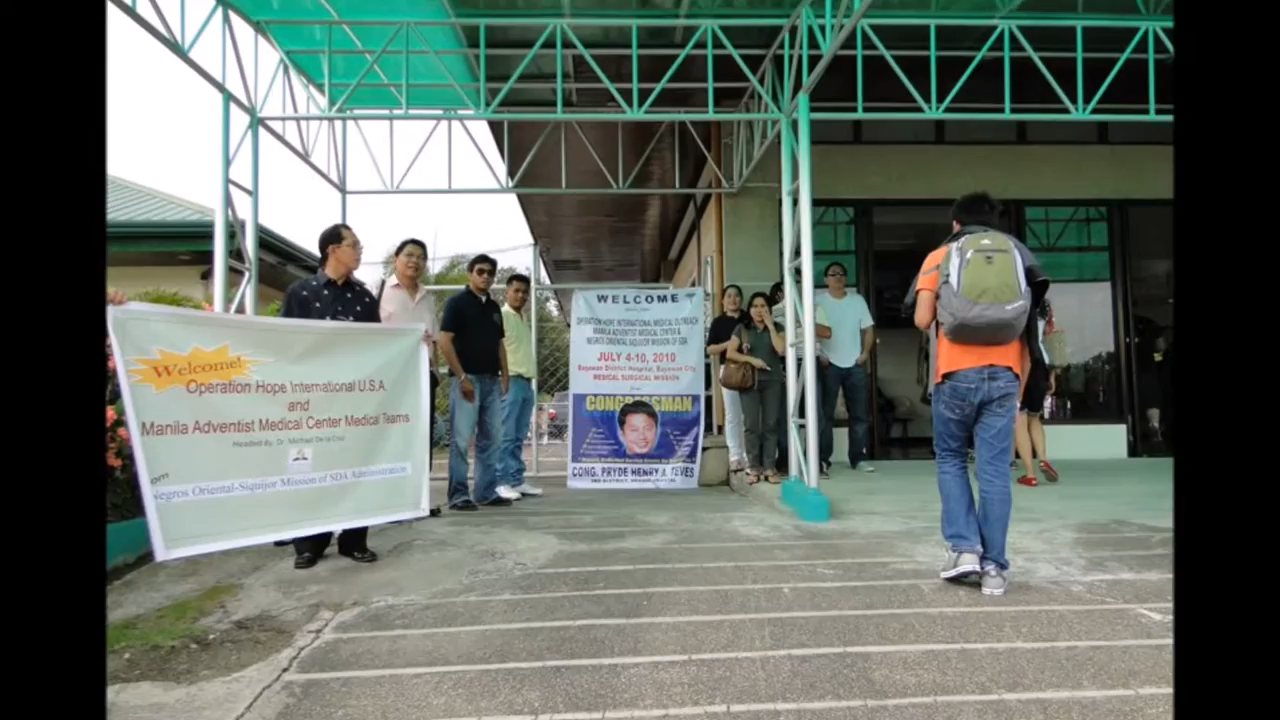 Welcome!
Operation Hope International U.S.A.
and
Manila Adventist Medical Center Medical Teams
Headed By: Dr. Michael De la Cruz
Negros Oriental-Siquijor Mission of SDA Administration
WELCOME
OPERATION HOPE INTERNATIONAL MEDICAL OUTREACH
MANILA ADVENTIST MEDICAL CENTER &
NEGROS ORIENTAL SIQUIJOR MISSION OF SDA
JULY 4-10, 2010
Bayawan District Hospital, Bayawan City
MEDICAL SURGICAL MISSION
CONGRESSMAN
CONG. PRYDE HENRY A. TEVES